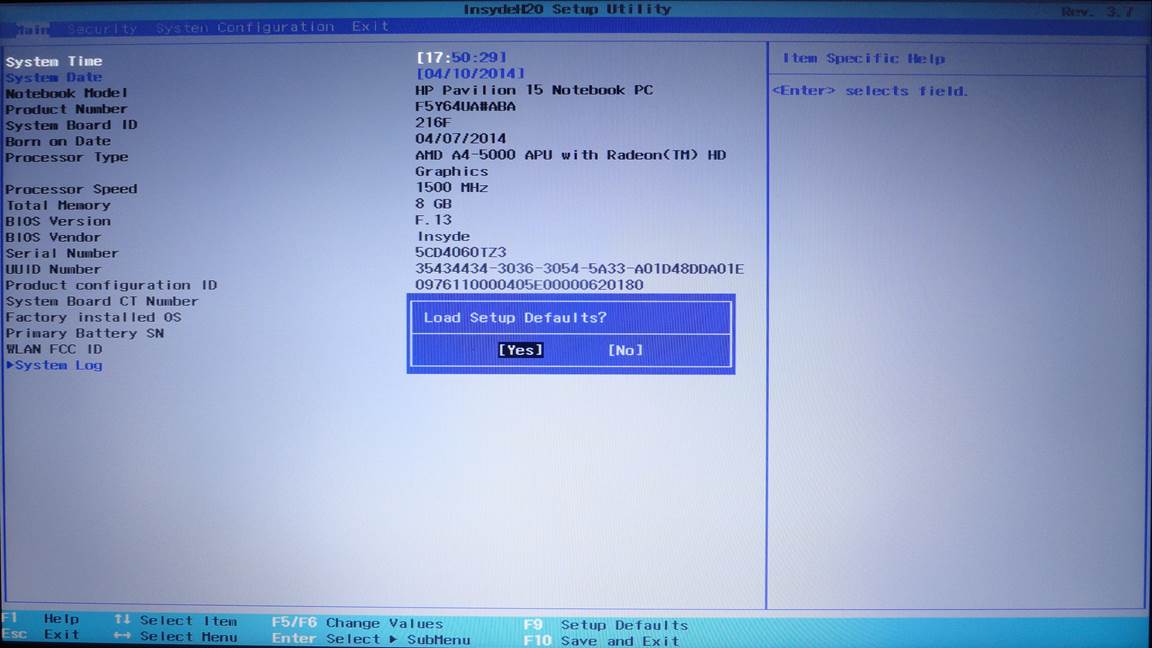 InsydeH20 Setup Utility Rev. 3.7
Main Security System Configuration Exit
System Time [17:50:29]
System Date [04/10/2014]
Notebook Model HP Pavilion 15 Notebook PC
Product Number F5Y64UA#ABA
System Board ID 216F
Born on Date 04/07/2014
Processor Type AMD A4-5000 APU with Radeon(TM) HD
Graphics
Processor Speed 1500 MHz
Total Memory 8 GB
BIOS Version F.13
BIOS Vendor Insyde
Serial Number 5CD4060TZ3
UUID Number 35434434-3036-3054-5A33-A01D48DDA01E
Product configuration ID 0976110000405E00000620180
System Board CT Number
Factory installed OS
Primary Battery SN
WLAN FCC ID
▶System Log
Load Setup Defaults?
[Yes] [No]
Item Specific Help
<Enter> selects field.
F1 Help ↑↓ Select Item F5/F6 Change Values F9 Setup Defaults
Esc Exit ↔ Select Menu Enter Select ▶ SubMenu F10 Save and Exit